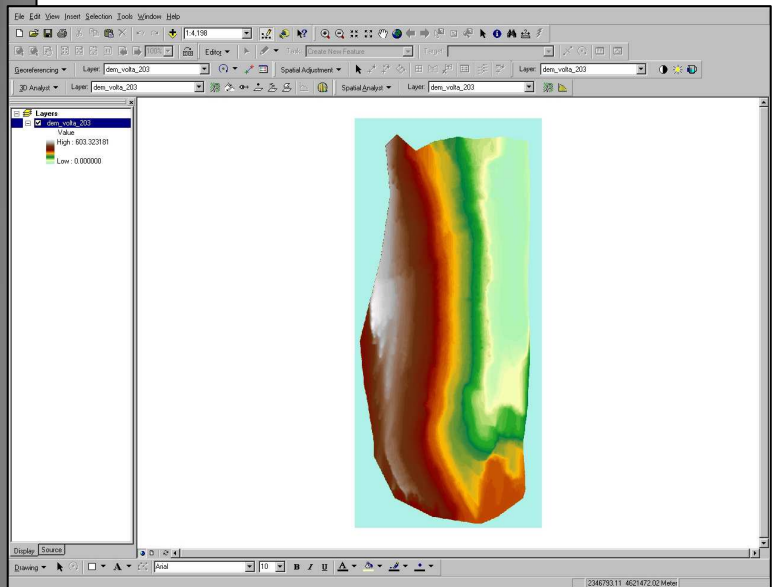 File Edit View Insert Selection Tools Window Help
1:4,198
100% Editor Task: Create New Feature Target:
Georeferencing Layer: dem_volta_203 Spatial Adjustment Layer: dem_volta_203
3D Analyst Layer: dem_volta_203 Spatial Analyst Layer: dem_volta_203
Layers
dem_volta_203
Value
High : 603.323181
Low : 0.000000
Display Source
Drawing A Arial 10 B I U A
2346793.11 4621472.02 Meters